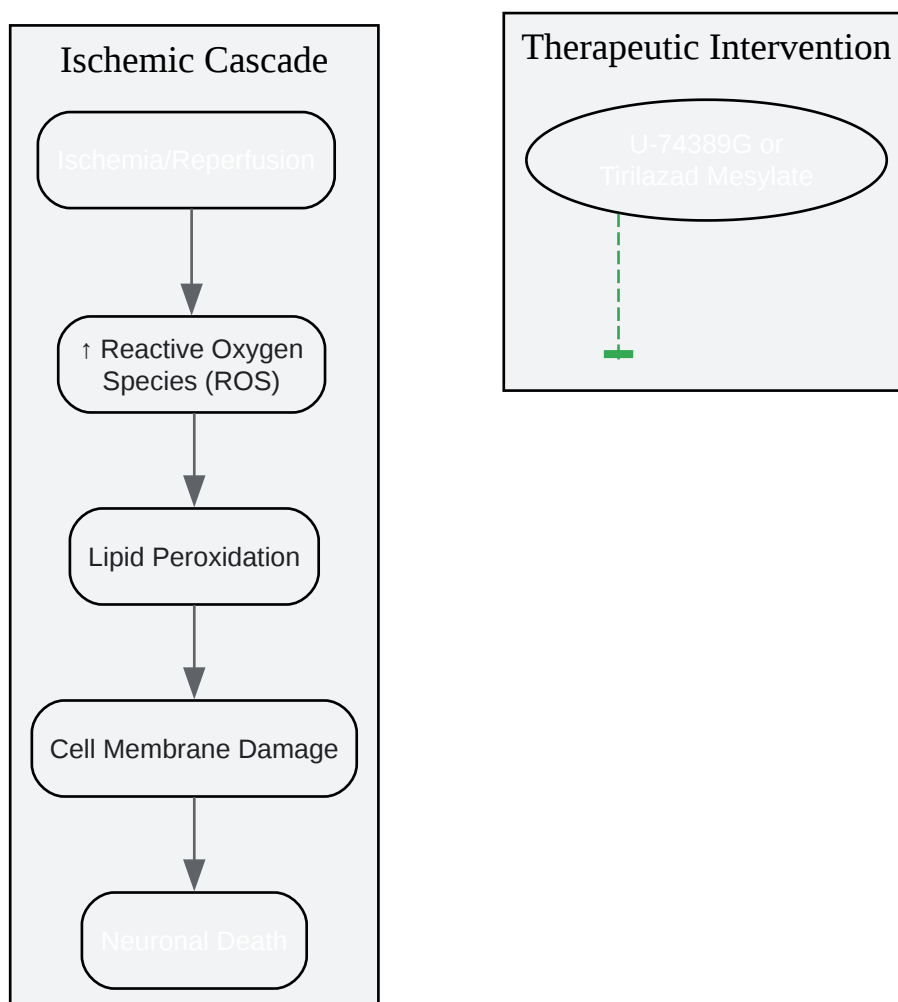 Ischemic Cascade
Ischemia/Reperfusion
↑ Reactive Oxygen
Species (ROS)
Lipid Peroxidation
Cell Membrane Damage
Neuronal Death
Therapeutic Intervention
U-74389G or
Tirilazad Mesylate